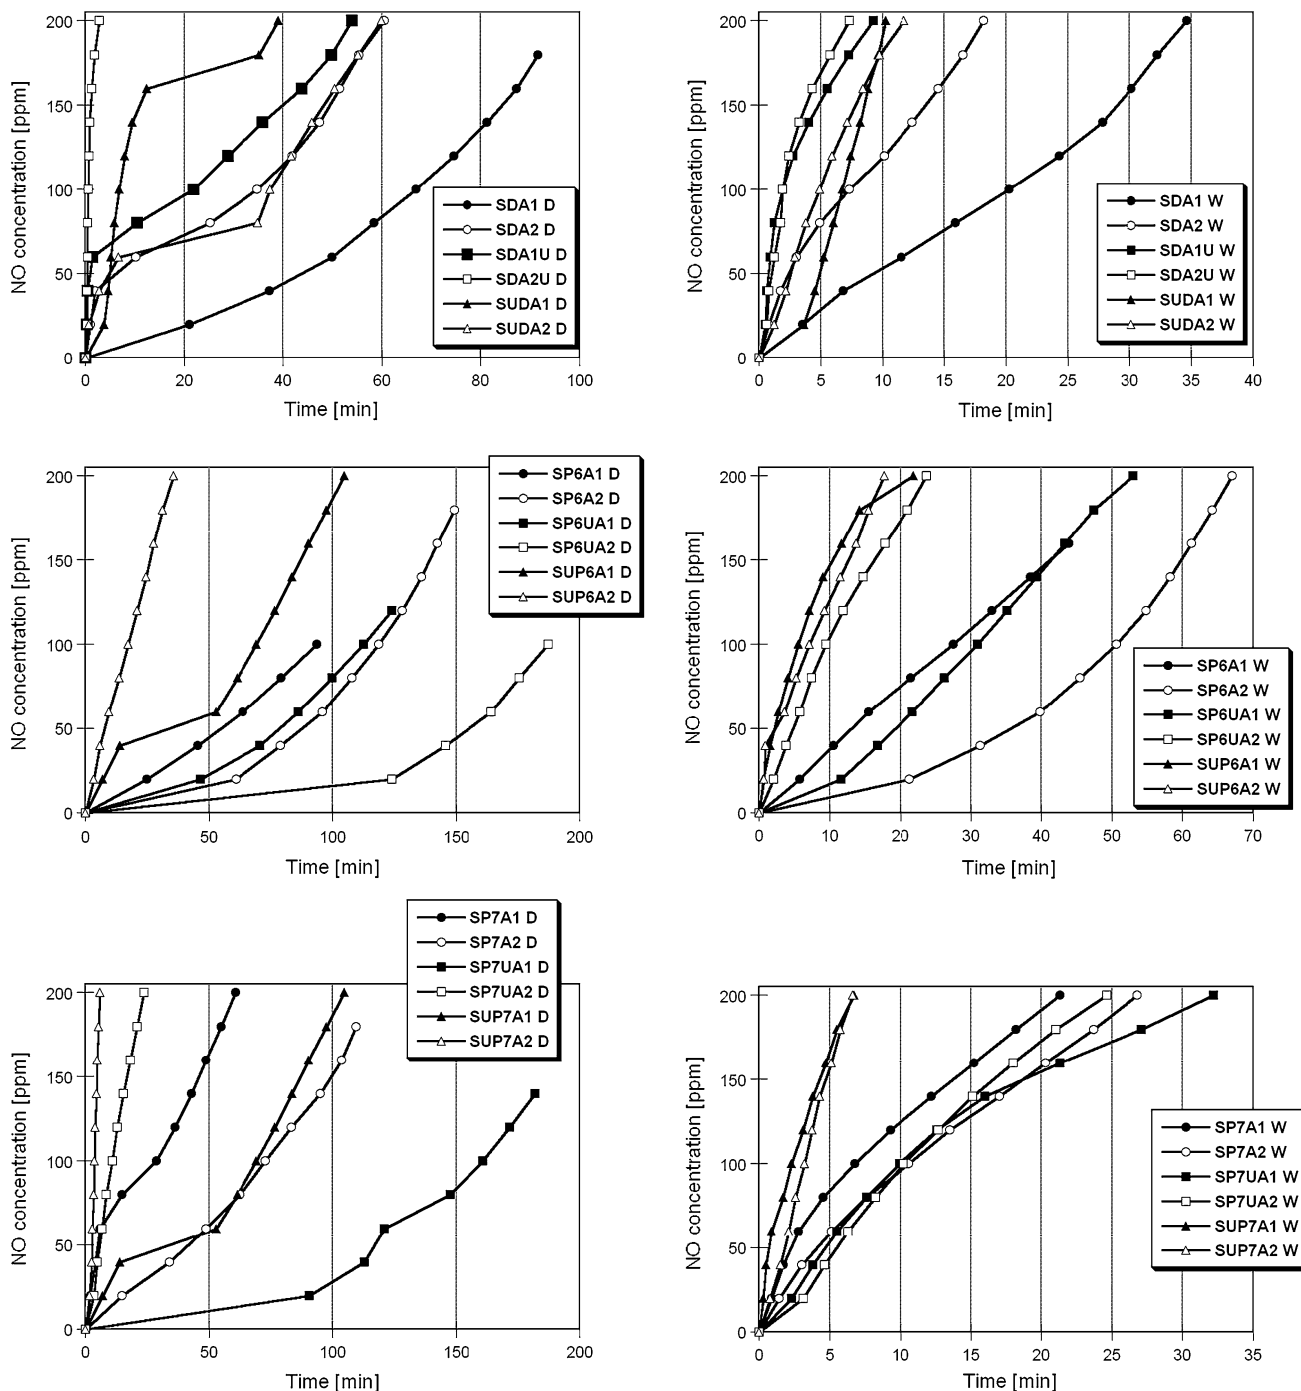 NO concentration [ppm]
200
150
100
50
0
0 20 40 60 80 100
Time [min]
SDA1 D
SDA2 D
SDA1U D
SDA2U D
SUDA1 D
SUDA2 D
NO concentration [ppm]
200
150
100
50
0
0 5 10 15 20 25 30 35 40
Time [min]
SDA1 W
SDA2 W
SDA1U W
SDA2U W
SUDA1 W
SUDA2 W
NO concentration [ppm]
200
150
100
50
0
0 50 100 150 200
Time [min]
SP6A1 D
SP6A2 D
SP6UA1 D
SP6UA2 D
SUP6A1 D
SUP6A2 D
NO concentration [ppm]
200
150
100
50
0
0 10 20 30 40 50 60 70
Time [min]
SP6A1 W
SP6A2 W
SP6UA1 W
SP6UA2 W
SUP6A1 W
SUP6A2 W
NO concentration [ppm]
200
150
100
50
0
0 50 100 150 200
Time [min]
SP7A1 D
SP7A2 D
SP7UA1 D
SP7UA2 D
SUP7A1 D
SUP7A2 D
NO concentration [ppm]
200
150
100
50
0
0 5 10 15 20 25 30 35
Time [min]
SP7A1 W
SP7A2 W
SP7UA1 W
SP7UA2 W
SUP7A1 W
SUP7A2 W